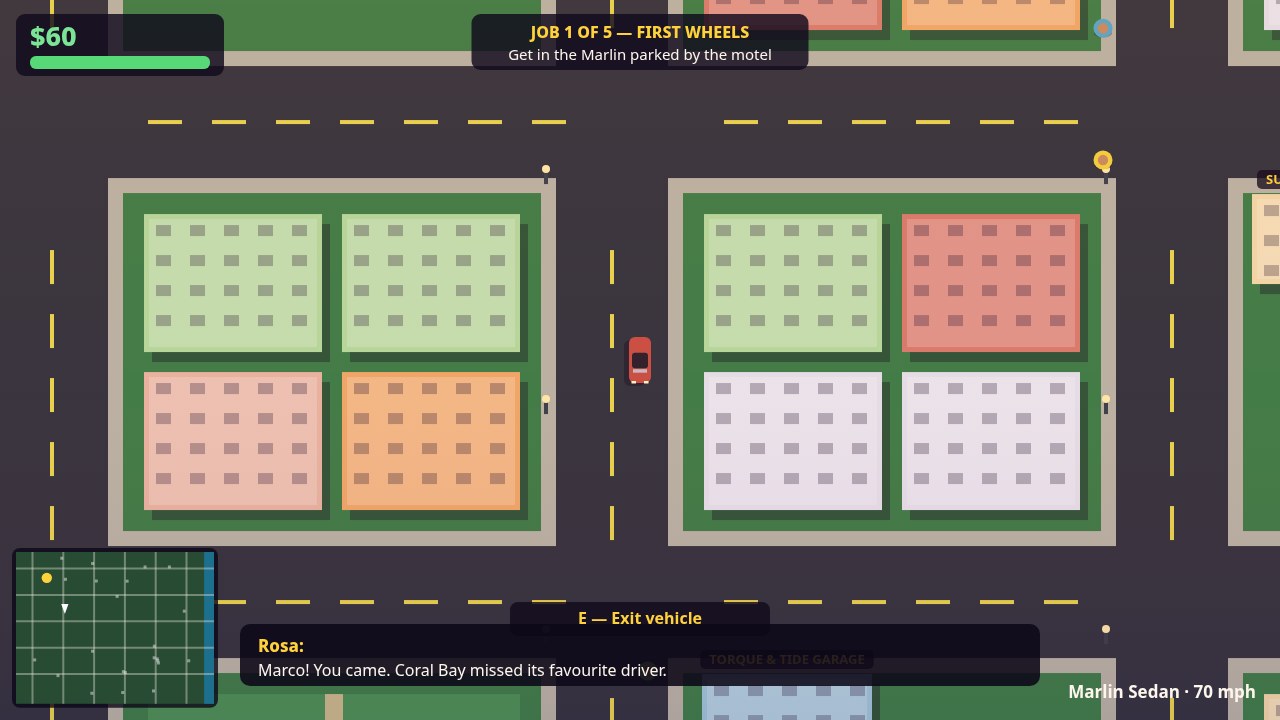 $60
JOB 1 OF 5 — FIRST WHEELS
Get in the Marlin parked by the motel
E — Exit vehicle
Rosa:
Marco! You came. Coral Bay missed its favourite driver.
TORQUE & TIDE GARAGE
Marlin Sedan · 70 mph